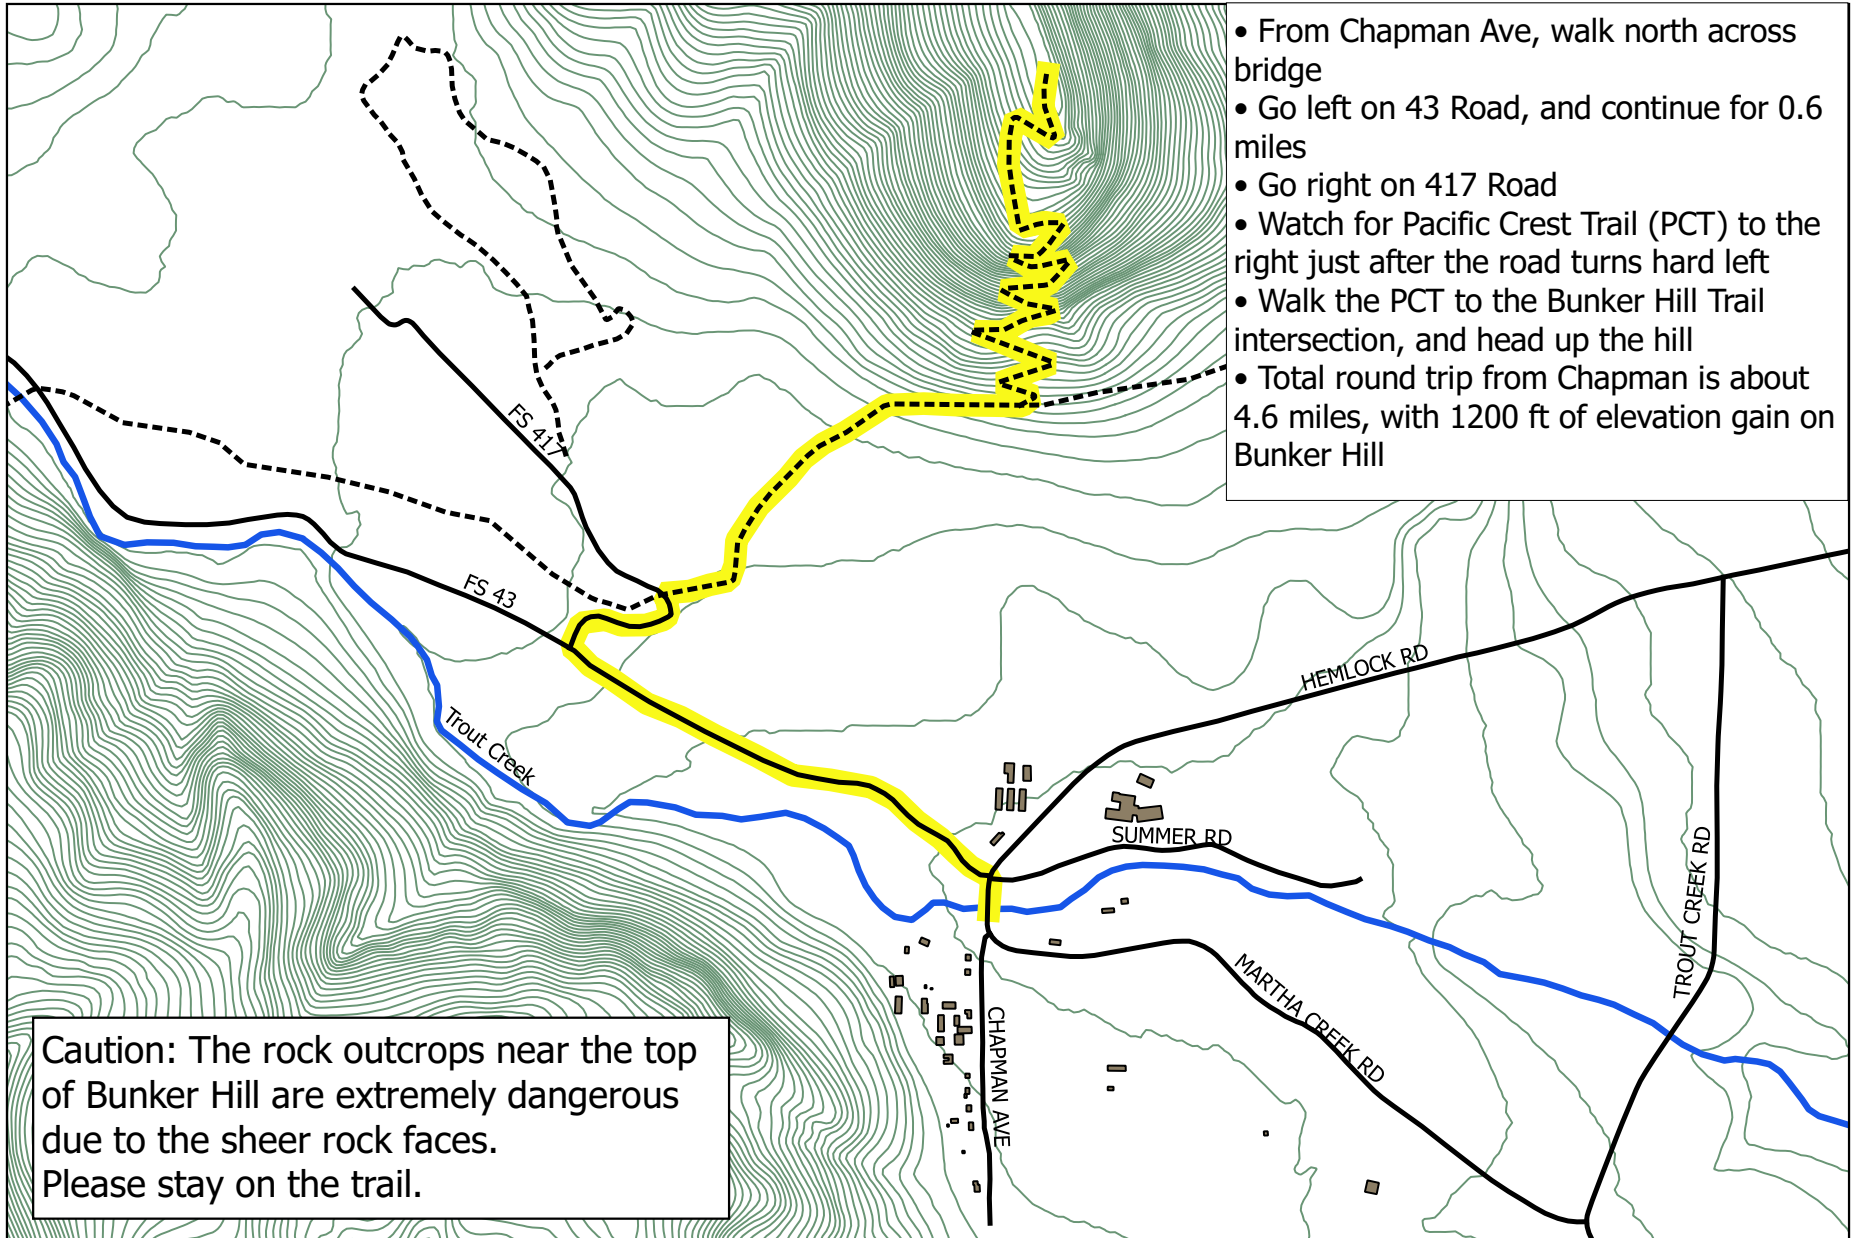 • From Chapman Ave, walk north across
bridge
• Go left on 43 Road, and continue for 0.6
miles
• Go right on 417 Road
• Watch for Pacific Crest Trail (PCT) to the
right just after the road turns hard left
• Walk the PCT to the Bunker Hill Trail
intersection, and head up the hill
• Total round trip from Chapman is about
4.6 miles, with 1200 ft of elevation gain on
Bunker Hill
FS 417
FS 43
Trout Creek
HEMLOCK RD
SUMMER RD
TROUT CREEK RD
MARTHA CREEK RD
CHAPMAN AVE
Caution: The rock outcrops near the top
of Bunker Hill are extremely dangerous
due to the sheer rock faces.
Please stay on the trail.